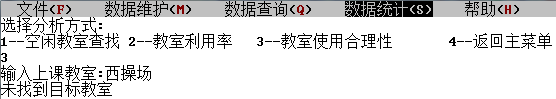 文件(F) 数据维护(M) 数据查询(Q) 数据统计(S) 帮助(H)
选择分析方式:
1--空闲教室查找 2--教室利用率 3--教室使用合理性 4--返回主菜单
3
输入上课教室:西操场
未找到目标教室